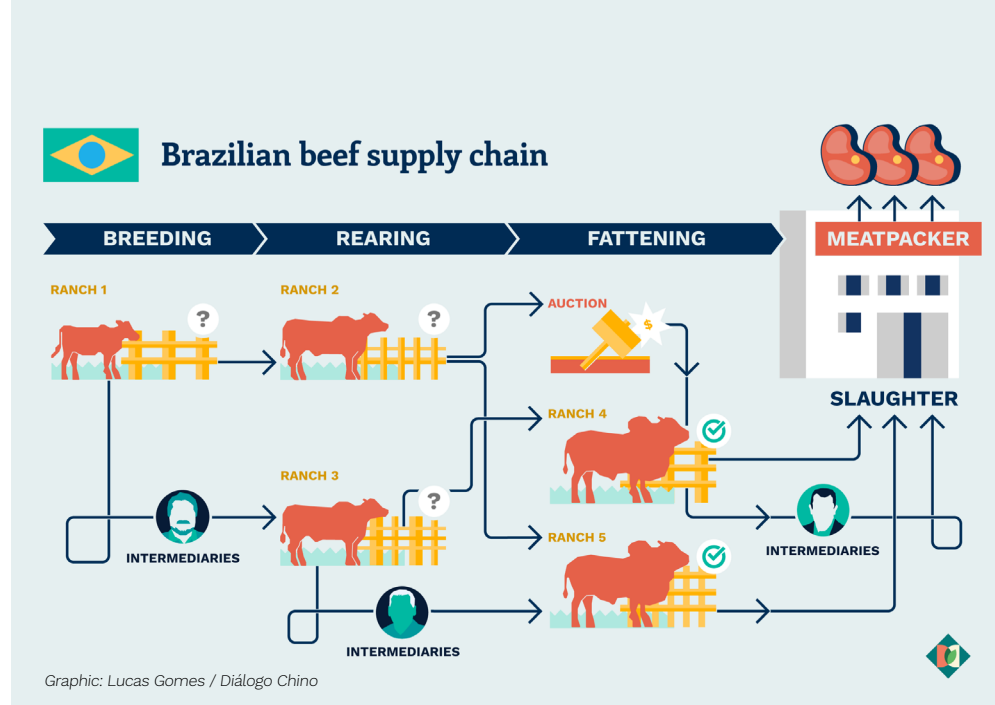 Brazilian beef supply chain
BREEDING
REARING
FATTENING
MEATPACKER
RANCH 1
?
RANCH 2
?
AUCTION
$
SLAUGHTER
RANCH 4
RANCH 3
?
RANCH 5
INTERMEDIARIES
INTERMEDIARIES
INTERMEDIARIES
Graphic: Lucas Gomes / Diálogo Chino